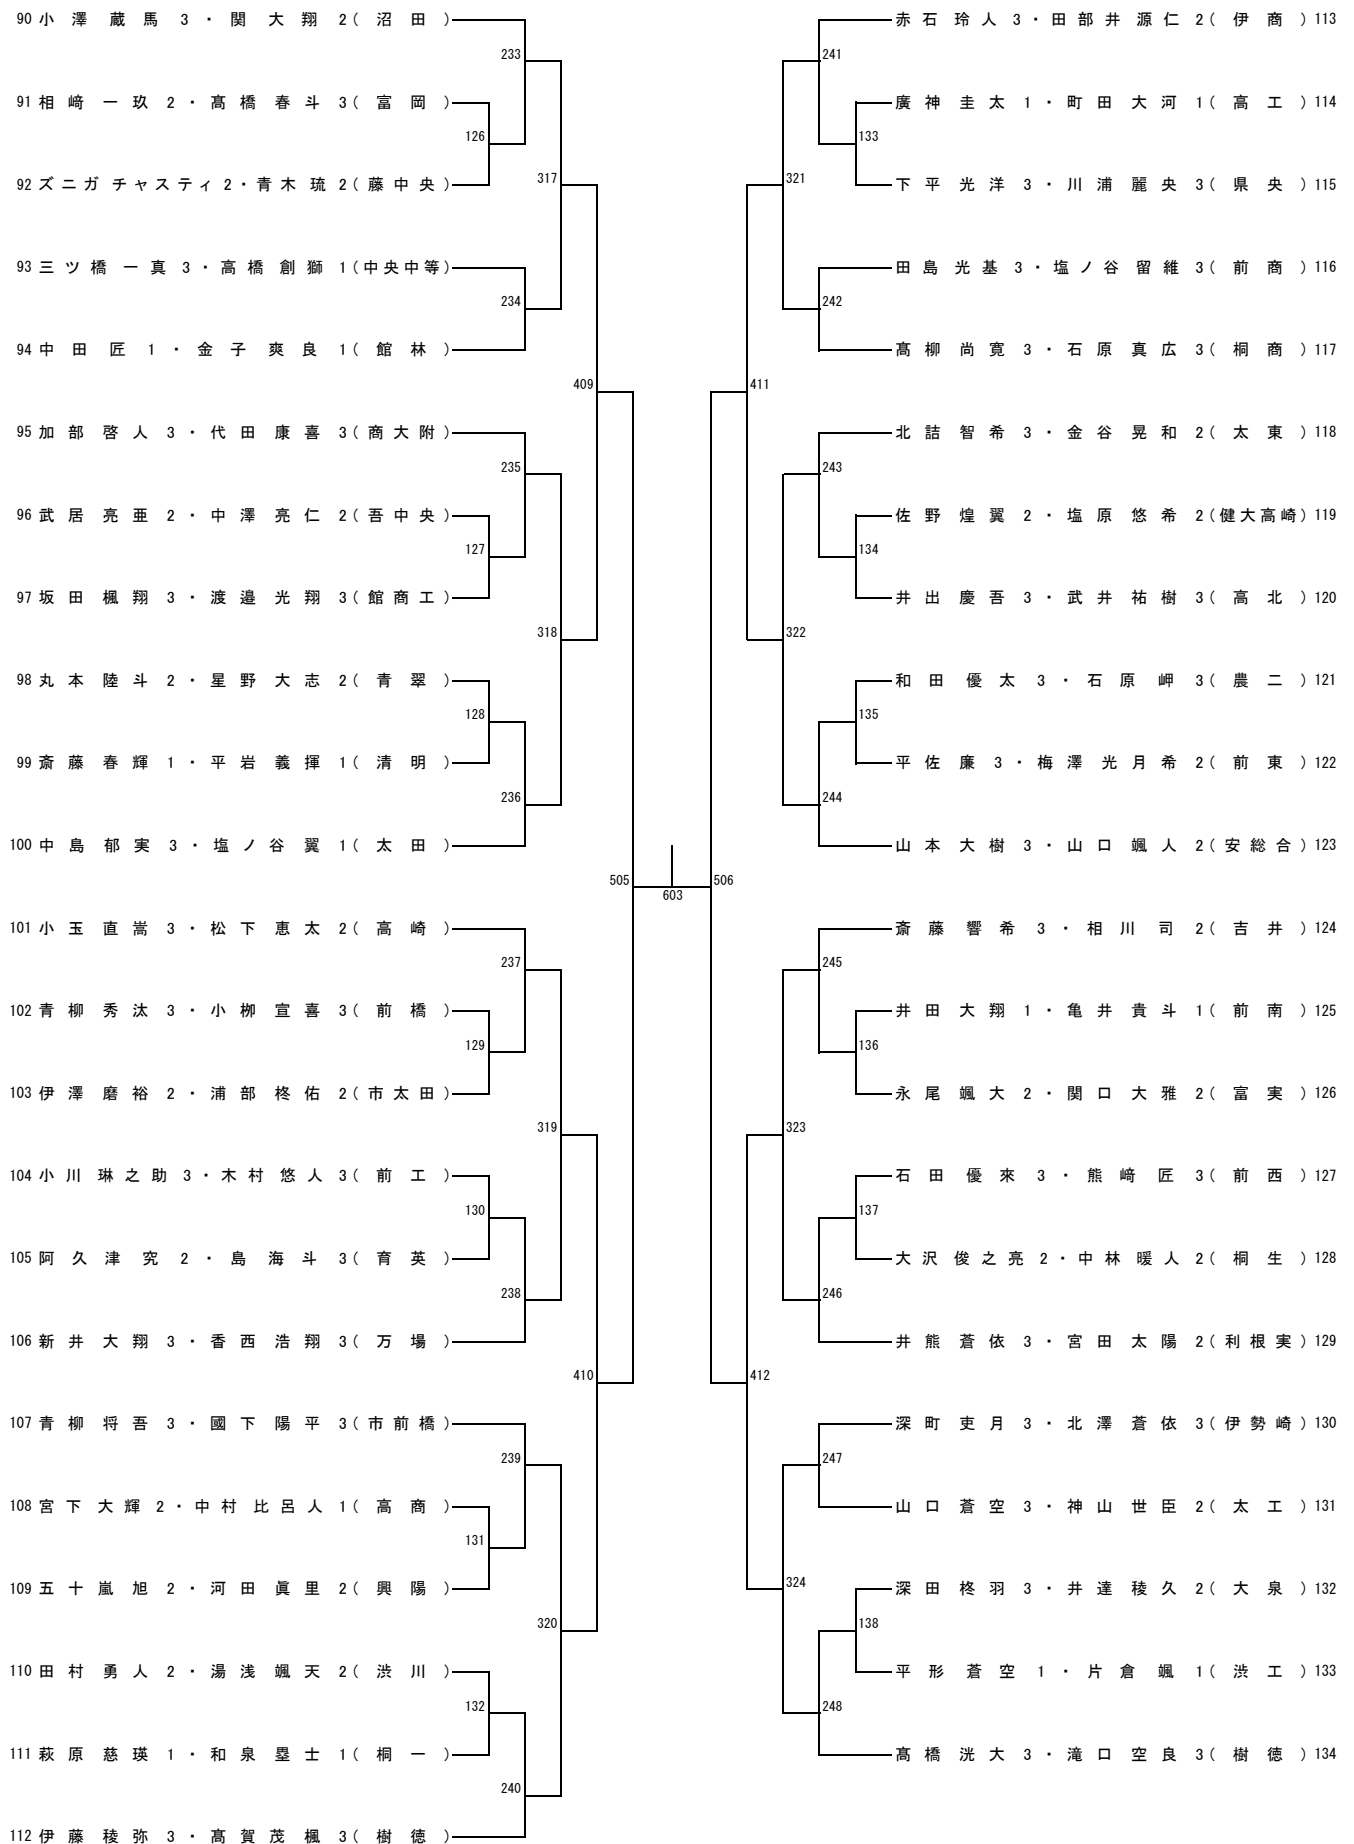 90 小澤 蔵馬 3・関 大翔 2(沼田)
233
91 相﨑 一玖 2・髙橋 春斗 3(富岡)
126
92 ズニガ チャスティ 2・青木 琉 2(藤中央)
317
93 三ツ橋 一真 3・高橋 創獅 1(中央中等)
234
94 中田 匠 1・金子 爽良 1(館林)
409
95 加部 啓人 3・代田 康喜 3(商大附)
235
96 武居 亮亜 2・中澤 亮仁 2(吾中央)
127
97 坂田 楓翔 3・渡邉 光翔 3(館商工)
318
98 丸本 陸斗 2・星野 大志 2(青翠)
128
99 斎藤 春輝 1・平岩 義揮 1(清明)
236
100 中島 郁実 3・塩ノ谷 翼 1(太田)
505
101 小玉 直嵩 3・松下 恵太 2(高崎)
237
102 青柳 秀汰 3・小栁 宣喜 3(前橋)
129
103 伊澤 磨裕 2・浦部 柊佑 2(市太田)
319
104 小川 琳之助 3・木村 悠人 3(前工)
130
105 阿久津 究 2・島 海斗 3(育英)
238
106 新井 大翔 3・香西 浩翔 3(万場)
410
107 青柳 将吾 3・國下 陽平 3(市前橋)
239
108 宮下 大輝 2・中村 比呂人 1(高商)
131
109 五十嵐 旭 2・河田 眞里 2(興陽)
320
110 田村 勇人 2・湯浅 颯天 2(渋川)
132
111 萩原 慈瑛 1・和泉 塁士 1(桐一)
240
112 伊藤 稜弥 3・髙賀茂 楓 3(樹徳)
603
赤石 玲人 3・田部井 源仁 2(伊商) 113
241
廣神 圭太 1・町田 大河 1(高工) 114
133
下平 光洋 3・川浦 麗央 3(県央) 115
321
田島 光基 3・塩ノ谷 留維 3(前商) 116
242
髙柳 尚寛 3・石原 真広 3(桐商) 117
411
北詰 智希 3・金谷 晃和 2(太東) 118
243
佐野 煌翼 2・塩原 悠希 2(健大高崎) 119
134
井出 慶吾 3・武井 祐樹 3(高北) 120
322
和田 優太 3・石原 岬 3(農二) 121
135
平佐 廉 3・梅澤 光月希 2(前東) 122
244
山本 大樹 3・山口 颯人 2(安総合) 123
506
斎藤 響希 3・相川 司 2(吉井) 124
245
井田 大翔 1・亀井 貴斗 1(前南) 125
136
永尾 颯大 2・関口 大雅 2(富実) 126
323
石田 優來 3・熊﨑 匠 3(前西) 127
137
大沢 俊之亮 2・中林 暖人 2(桐生) 128
246
井熊 蒼依 3・宮田 太陽 2(利根実) 129
412
深町 吏月 3・北澤 蒼依 3(伊勢崎) 130
247
山口 蒼空 3・神山 世臣 2(太工) 131
324
深田 柊羽 3・井達 稜久 2(大泉) 132
138
平形 蒼空 1・片倉 颯 1(渋工) 133
248
髙橋 洸大 3・滝口 空良 3(樹徳) 134